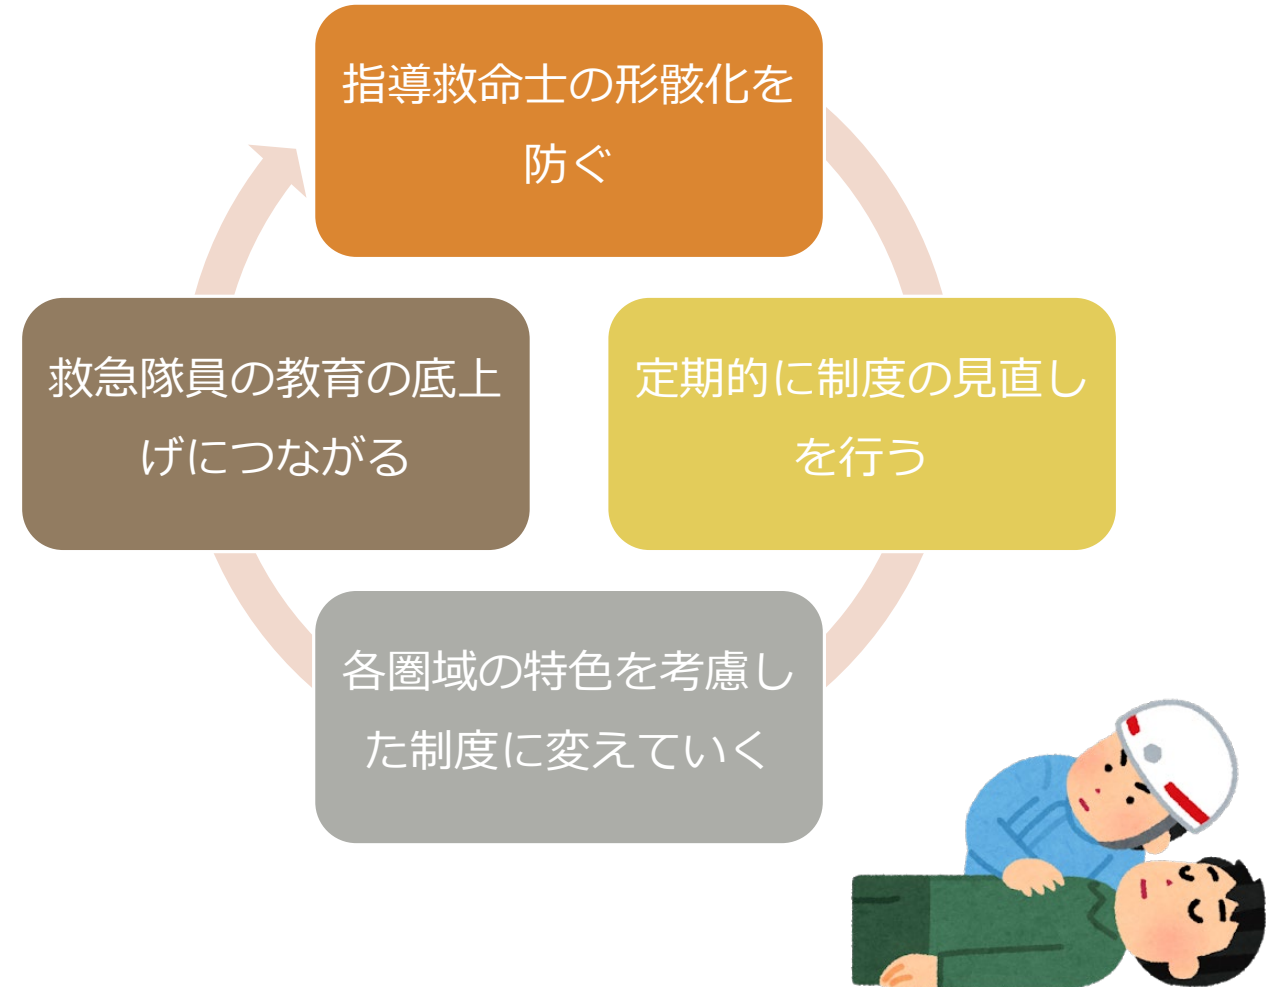 指導救命士の形骸化を
防ぐ
定期的に制度の見直し
を行う
各圏域の特色を考慮し
た制度に変えていく
救急隊員の教育の底上
げにつながる